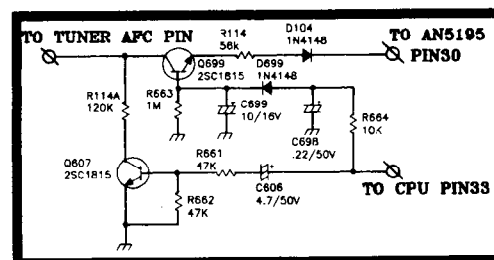 TO TUNER AFC PIN
R114
56k
D104
1N4148
TO AN5195
PIN30
Q699
2SC1815
D699
1N4148
R114A
120K
R663
1M
C699
10/16V
C698
.22/50V
R664
10K
Q607
2SC1815
R661
47K
C606
4.7/50V
TO CPU PIN33
R662
47K